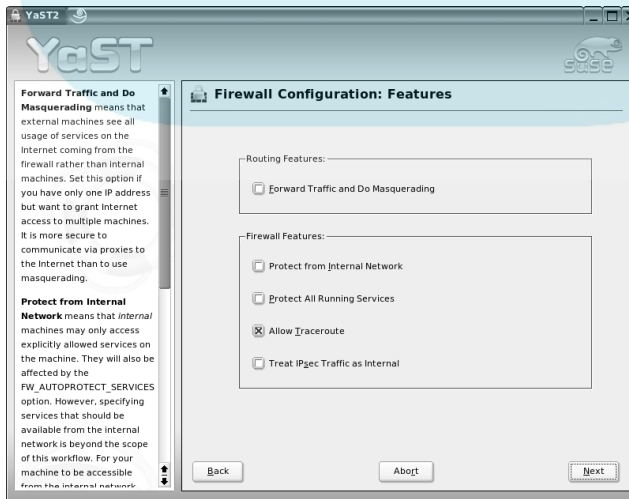 YaST2
YaST
suse
Forward Traffic and Do
Masquerading means that
external machines see all
usage of services on the
Internet coming from the
firewall rather than internal
machines. Set this option if
you have only one IP address
but want to grant Internet
access to multiple machines.
It is more secure to
communicate via proxies to
the Internet than to use
masquerading.
Protect from Internal
Network means that internal
machines may only access
explicitly allowed services on
the machine. They will also be
affected by the
FW_AUTOPROTECT_SERVICES
option. However, specifying
services that should be
available from the internal
network is beyond the scope
of this workflow. For your
machine to be accessible
from the internal network
Firewall Configuration: Features
Routing Features:
Forward Traffic and Do Masquerading
Firewall Features:
Protect from Internal Network
Protect All Running Services
Allow Traceroute
Treat IPsec Traffic as Internal
Back
Abort
Next